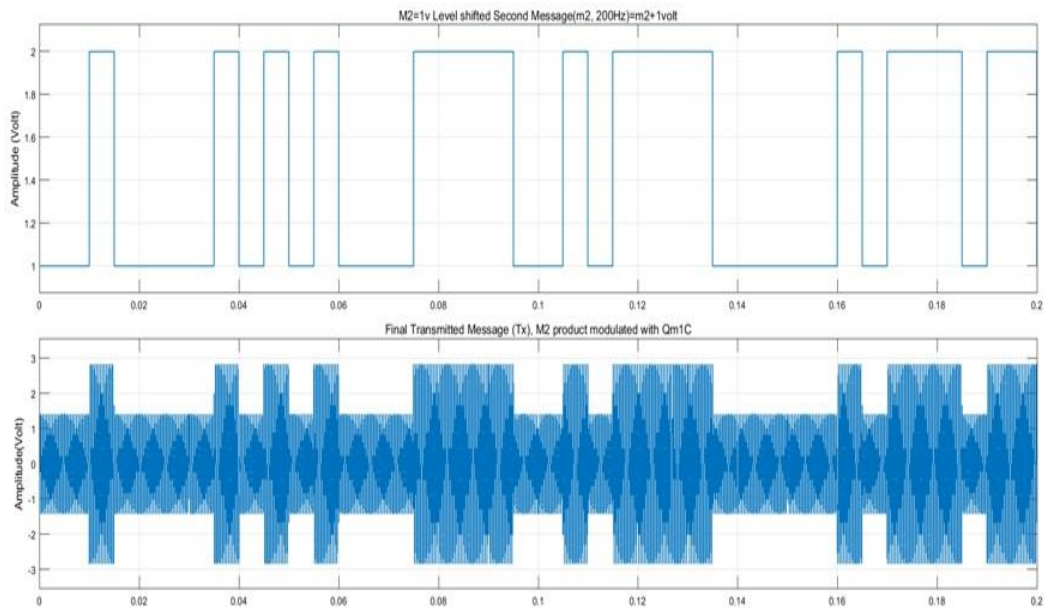 M2=1v Level shifted Second Message(m2, 200Hz)=m2+1volt
Amplitude (Volt)
2
1.8
1.6
1.4
1.2
1
0 0.02 0.04 0.06 0.08 0.1 0.12 0.14 0.16 0.18 0.2
Final Transmitted Message (Tx), M2 product modulated with Qm1C
Amplitude(Volt)
3
2
1
0
-1
-2
-3
0 0.02 0.04 0.06 0.08 0.1 0.12 0.14 0.16 0.18 0.2